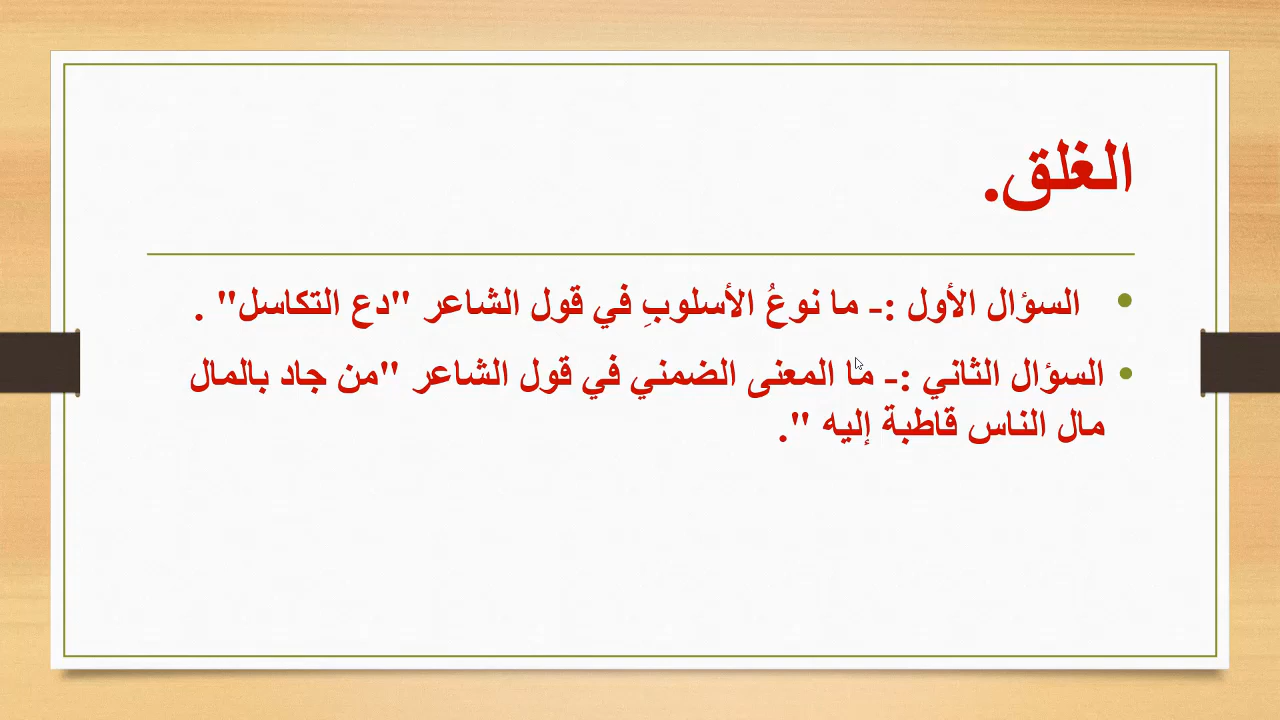 الغلق.
السؤال الأول :- ما نوعُ الأسلوبِ في قول الشاعر "دع التكاسل" .
السؤال الثاني :- ما المعنى الضمني في قول الشاعر "من جاد بالمال
مال الناس قاطبة إليه ".